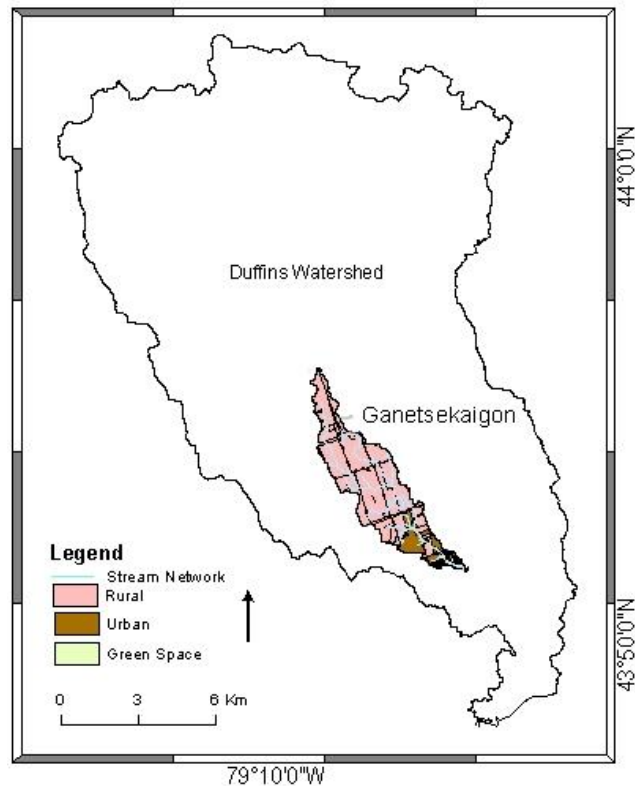 44°0'0"N
Duffins Watershed
Ganetsekaigon
Legend
Stream Network
Rural
Urban
Green Space
0 3 6 Km
43°50'0"N
79°10'0"W